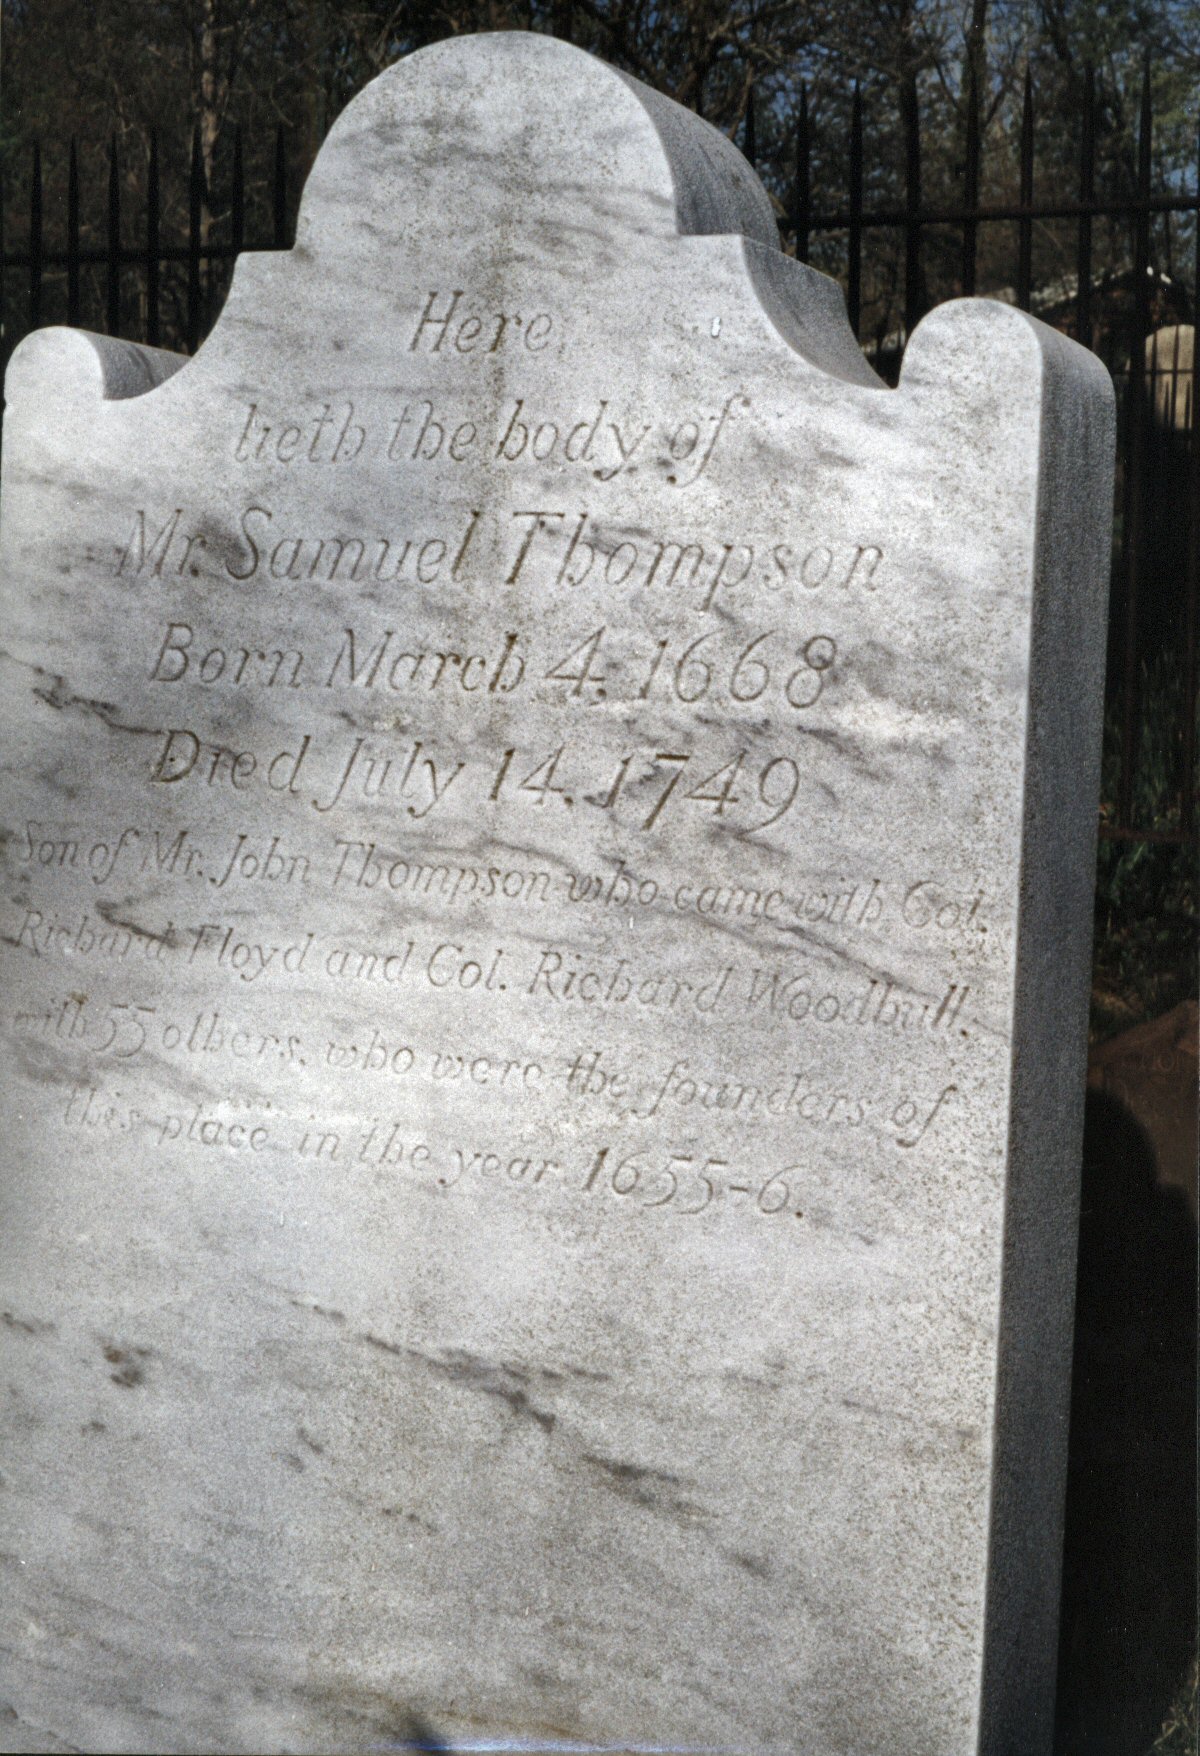 Here
lieth the body of
Mr. Samuel Thompson
Born March 4, 1668
Died July 14, 1749
Son of Mr. John Thompson who came with Col.
Richard Floyd and Col. Richard Woodhull,
with 55 others, who were the founders of
this place in the year 1655-6.